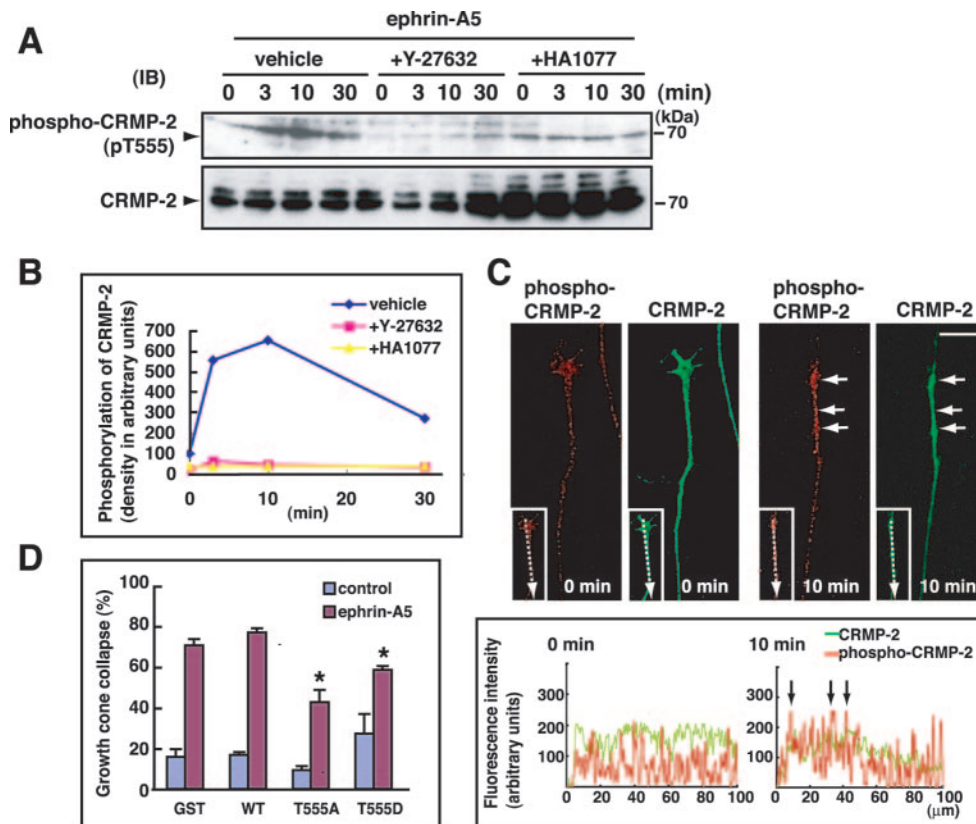 A
ephrin-A5
vehicle +Y-27632 +HA1077
(IB) 0 3 10 30 0 3 10 30 0 3 10 30 (min)
(kDa)
phospho-CRMP-2
(pT555)
70
CRMP-2
70
B
Phosphorylation of CRMP-2
(density in arbitrary units)
vehicle
+Y-27632
+HA1077
700
600
500
400
300
200
100
0
0 10 20 30
(min)
C
phospho-
CRMP-2 CRMP-2 phospho-
CRMP-2 CRMP-2
0 min 0 min 10 min 10 min
Fluorescence intensity
(arbitrary units)
0 min 10 min
CRMP-2
phospho-CRMP-2
300
200
100
0 20 40 60 80 100
300
200
100
0 20 40 60 80 100
(μm)
D
Growth cone collapse (%)
control
ephrin-A5
100
80
60
40
20
0
* *
GST WT T555A T555D